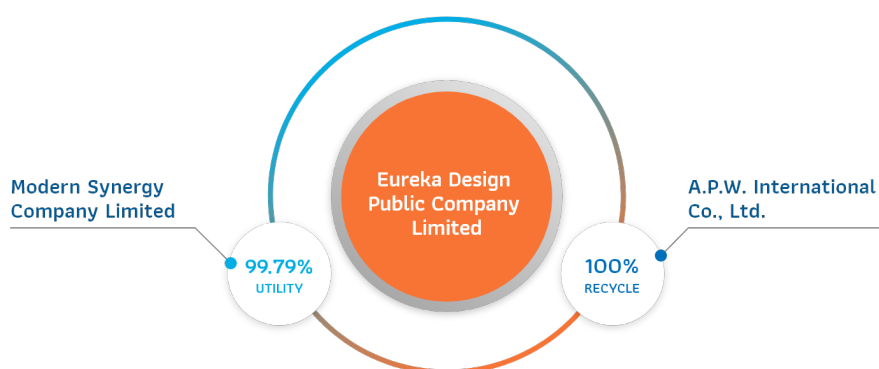 Eureka Design
Public Company
Limited
Modern Synergy
Company Limited
99.79%
UTILITY
A.P.W. International
Co., Ltd.
100%
RECYCLE